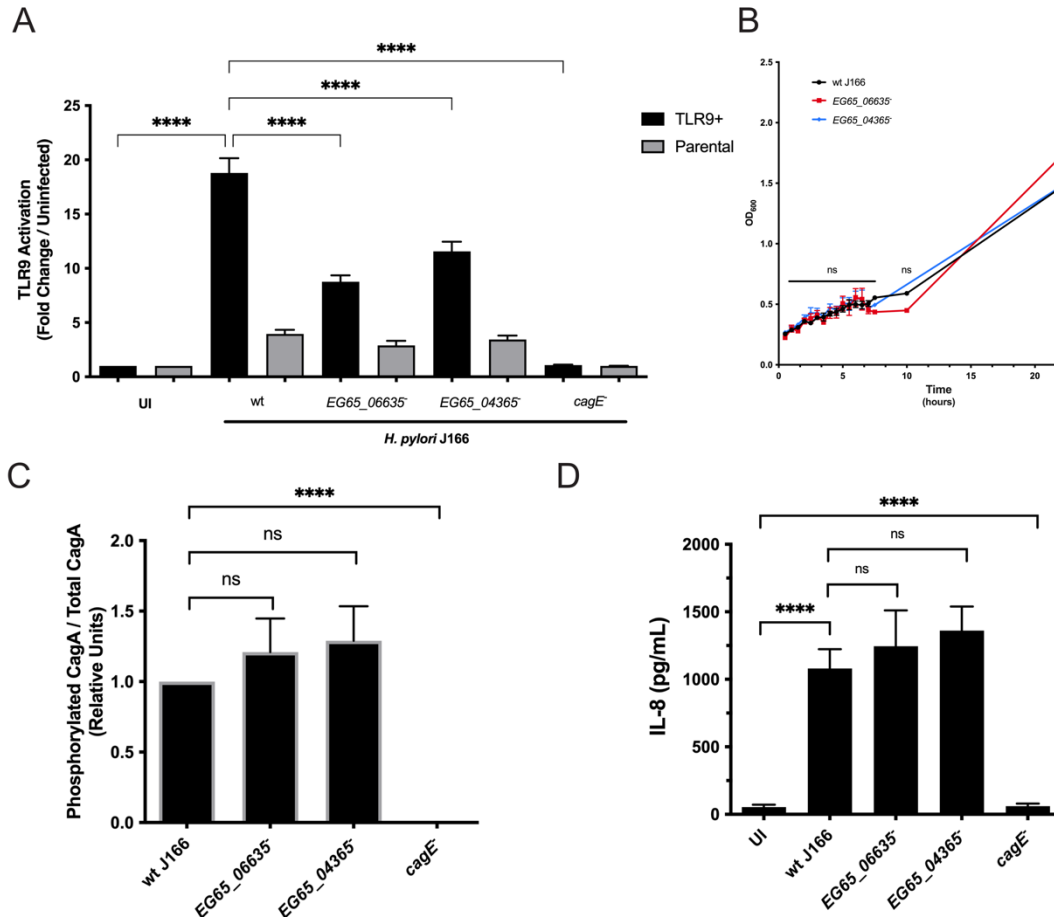 A
****
****
****
****
TLR9 Activation
(Fold Change / Uninfected)
25
20
15
10
5
0
TLR9+
Parental
UI
wt
EG65_06635-
EG65_04365-
cagE-
H. pylori J166
B
2.5
2.0
1.5
1.0
0.5
0.0
OD600
wt J166
EG65_06635-
EG65_04365-
ns
ns
0
5
10
15
20
Time
(hours)
C
****
ns
ns
Phosphorylated CagA / Total CagA
(Relative Units)
2.0
1.5
1.0
0.5
0.0
wt J166
EG65_06635-
EG65_04365-
cagE-
D
****
ns
ns
****
IL-8 (pg/mL)
2000
1500
1000
500
0
UI
wt J166
EG65_06635-
EG65_04365-
cagE-